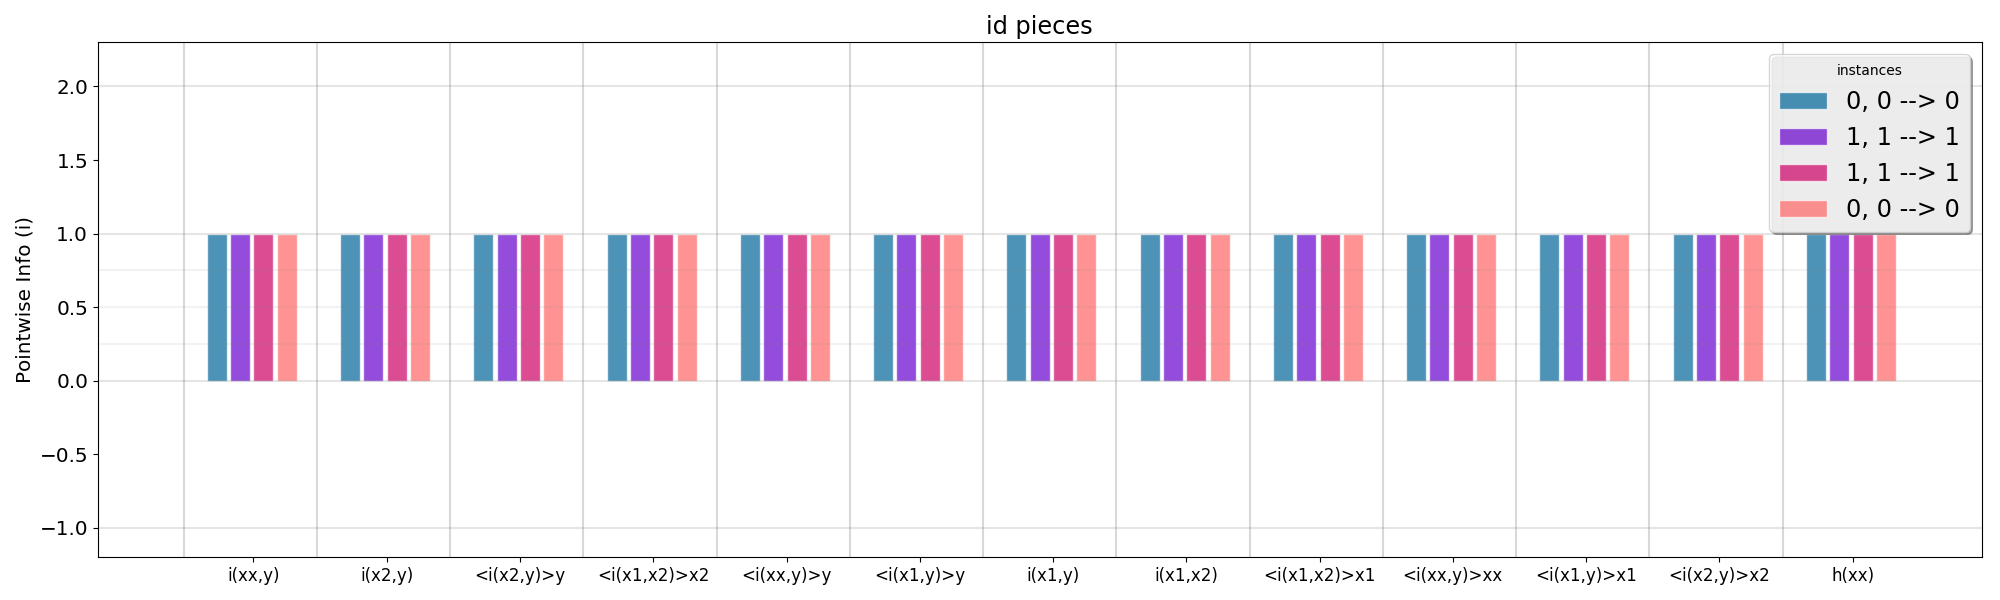 id pieces
instances
0, 0 --> 0
1, 1 --> 1
1, 1 --> 1
0, 0 --> 0
Pointwise Info (i)
2.0
1.5
1.0
0.5
0.0
−0.5
−1.0
i(xx,y) i(x2,y) <i(x2,y)>y <i(x1,x2)>x2 <i(xx,y)>y <i(x1,y)>y i(x1,y) i(x1,x2) <i(x1,x2)>x1 <i(xx,y)>xx <i(x1,y)>x1 <i(x2,y)>x2 h(xx)